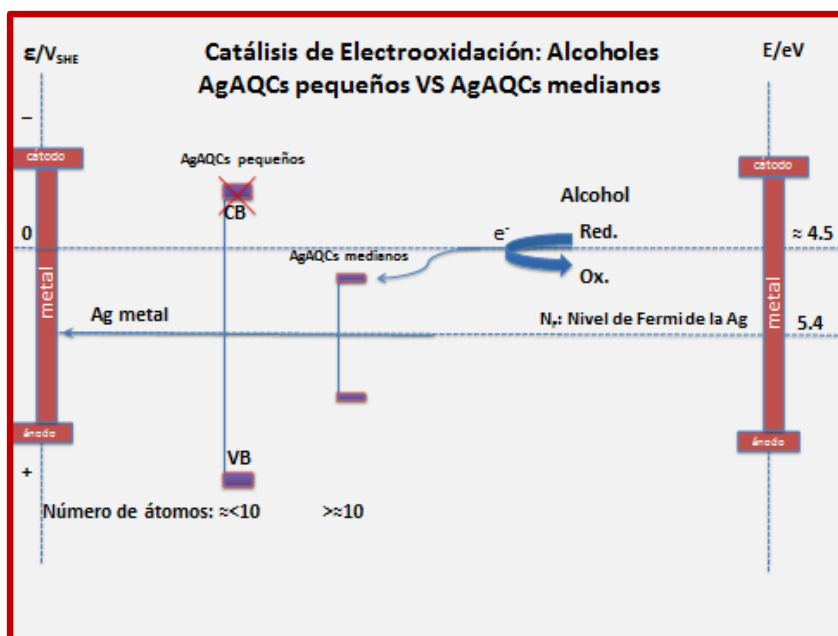 Catálisis de Electrooxidación: Alcoholes
AgAQCs pequeños VS AgAQCs medianos
ε/V_SHE
E/eV
–
cátodo
cátodo
AgAQCs pequeños
CB
Alcohol
0
e⁻
Red.
≈ 4.5
AgAQCs medianos
Ox.
metal
metal
Ag metal
N_F: Nivel de Fermi de la Ag
5.4
ánodo
ánodo
+
VB
Número de átomos: ≈<10
>≈10